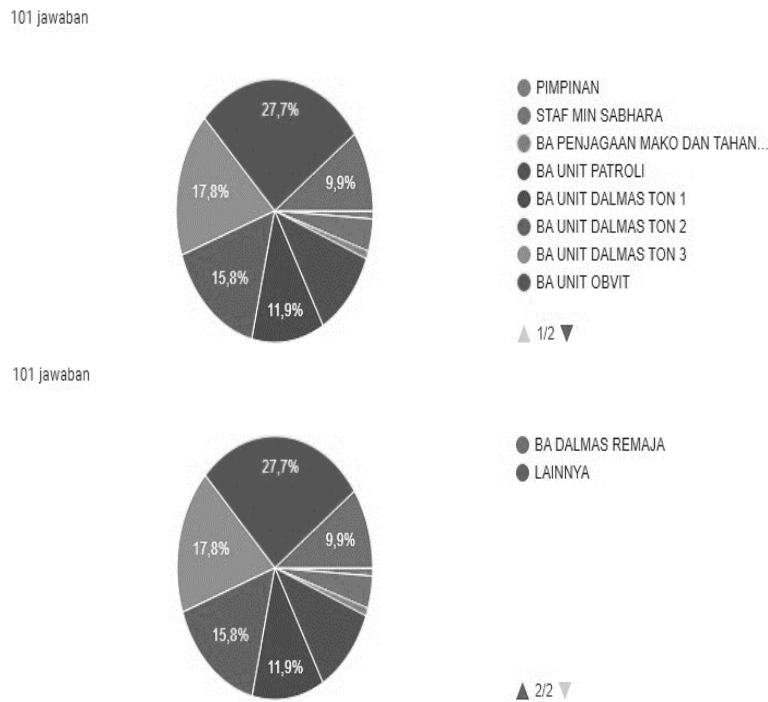 101 jawaban
27,7%
9,9%
17,8%
15,8%
11,9%
PIMPINAN
STAF MIN SABHARA
BA PENJAGAAN MAKO DAN TAHAN...
BA UNIT PATROLI
BA UNIT DALMAS TON 1
BA UNIT DALMAS TON 2
BA UNIT DALMAS TON 3
BA UNIT OBVIT
1/2
101 jawaban
27,7%
9,9%
17,8%
15,8%
11,9%
BA DALMAS REMAJA
LAINNYA
2/2